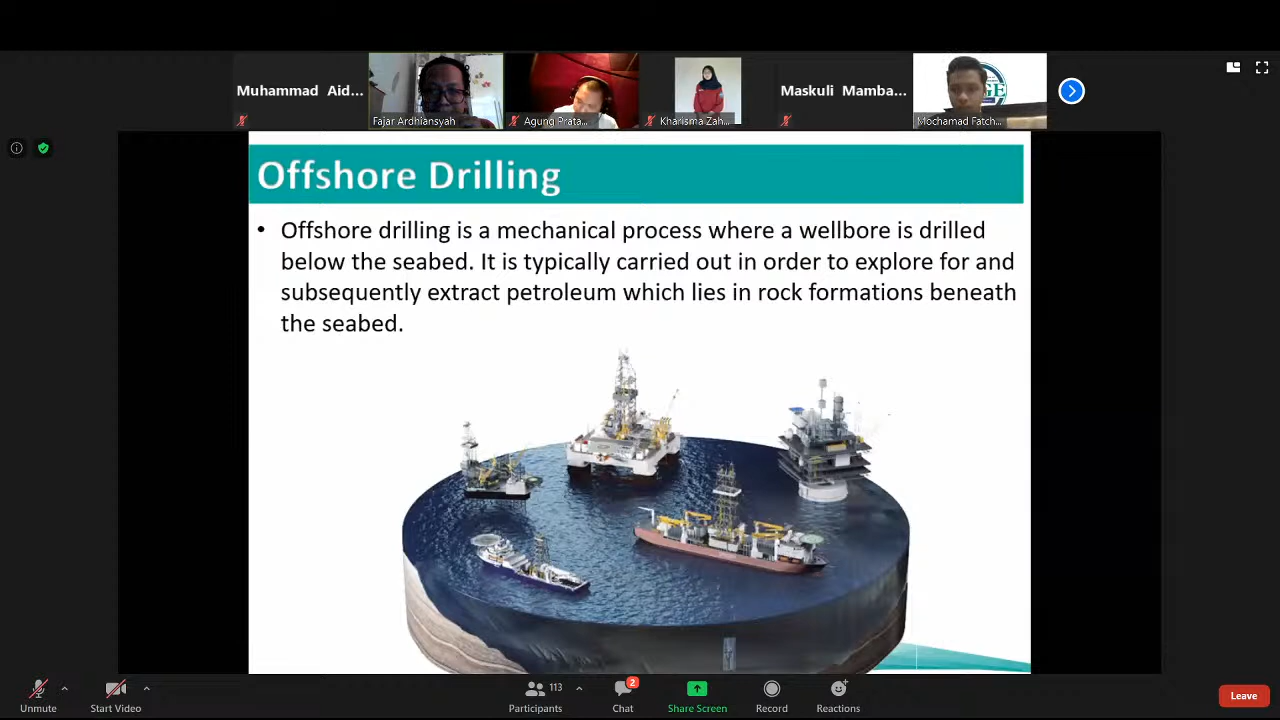 Muhammad Aid...
Fajar Ardhiansyah
Agung Prata...
Kharisma Zah...
Maskuli Mamba...
Mochamad Fatch...
Offshore Drilling
• Offshore drilling is a mechanical process where a wellbore is drilled
below the seabed. It is typically carried out in order to explore for and
subsequently extract petroleum which lies in rock formations beneath
the seabed.
Unmute
Start Video
113
Participants
2
Chat
Share Screen
Record
Reactions
Leave